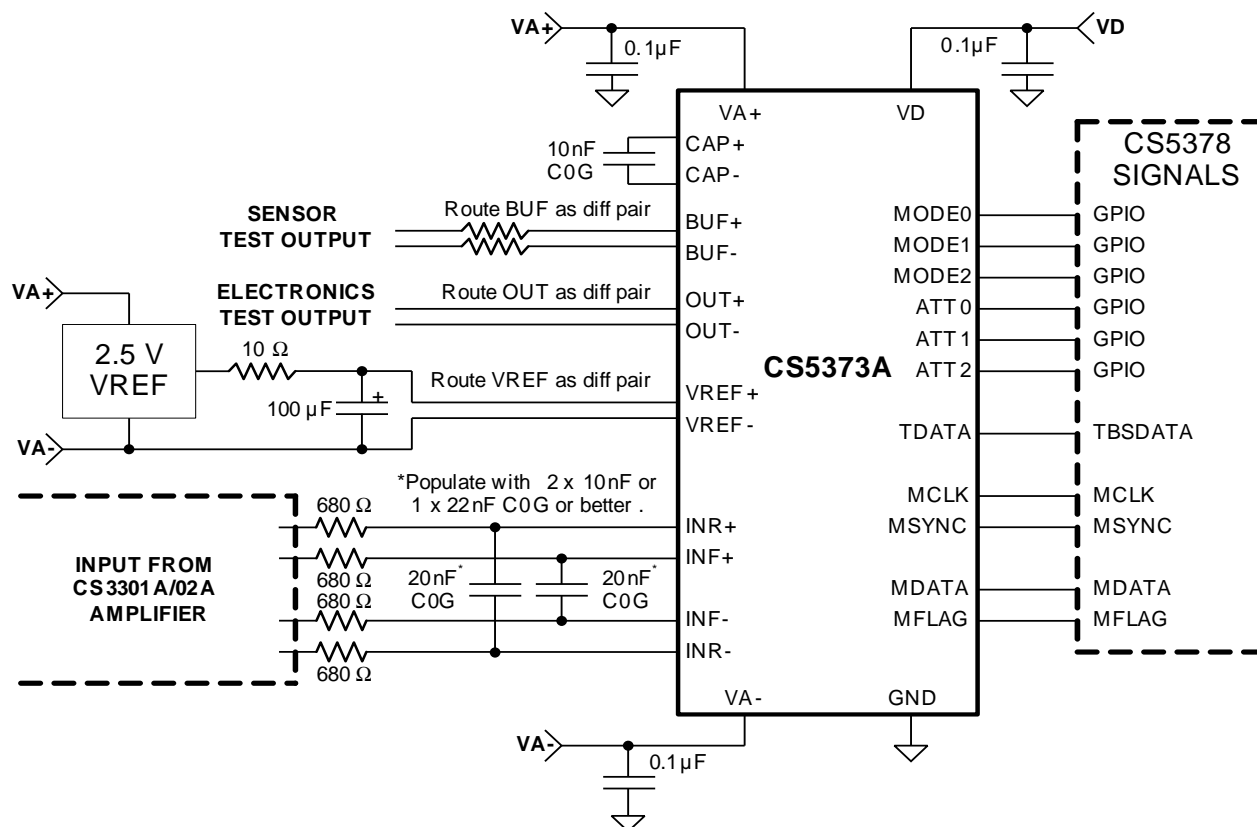 VA+
0.1µF
VD
0.1µF
VA+
VD
10nF
C0G
CAP+
CAP-
CS5378
SIGNALS
SENSOR
TEST OUTPUT
Route BUF as diff pair
BUF+
BUF-
MODE0
GPIO
MODE1
GPIO
MODE2
GPIO
VA+
ELECTRONICS
TEST OUTPUT
Route OUT as diff pair
OUT+
OUT-
ATT0
GPIO
ATT1
GPIO
ATT2
GPIO
CS5373A
2.5 V
VREF
10 Ω
100 µF
+
Route VREF as diff pair
VREF+
VREF-
VA-
TDATA
TBSDATA
*Populate with 2 x 10nF or
1 x 22nF C0G or better .
MCLK
MCLK
MSYNC
MSYNC
INPUT FROM
CS3301A/02A
AMPLIFIER
680 Ω
680 Ω
680 Ω
680 Ω
20nF*
C0G
20nF*
C0G
INR+
INF+
INF-
INR-
MDATA
MDATA
MFLAG
MFLAG
VA-
GND
VA-
0.1µF